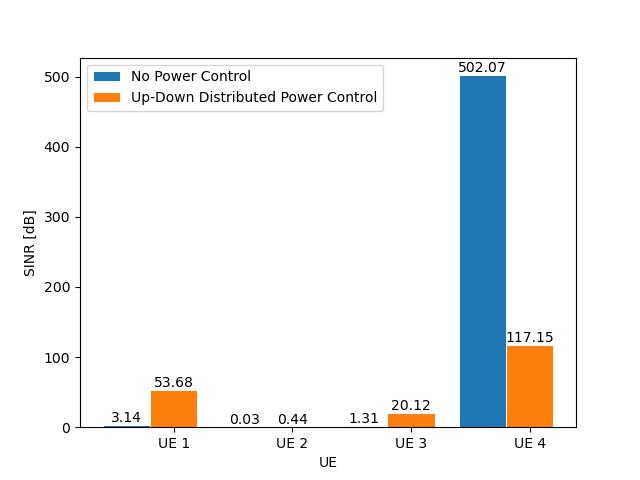 No Power Control
Up-Down Distributed Power Control
SINR [dB]
500
400
300
200
100
0
3.14
53.68
0.03
0.44
1.31
20.12
502.07
117.15
UE 1
UE 2
UE 3
UE 4
UE